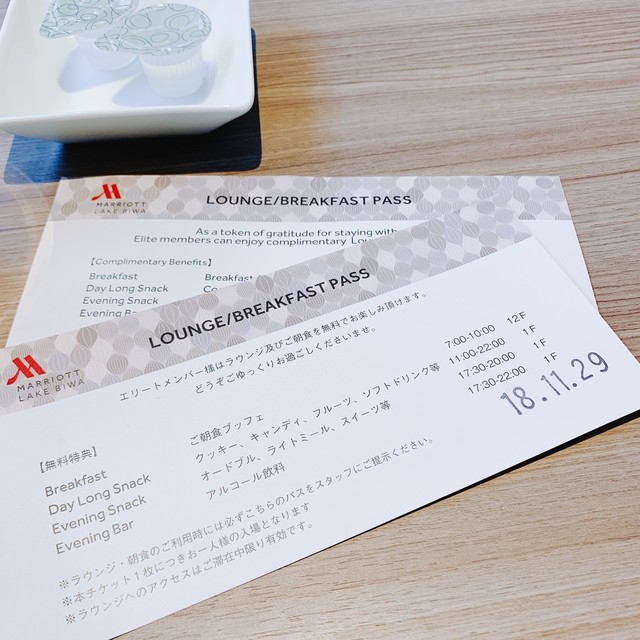 MARRIOTT
LAKE BIWA
LOUNGE/BREAKFAST PASS
As a token of gratitude for staying with
Elite members can enjoy complimentary Lou
【Complimentary Benefits】
Breakfast Breakfast
Day Long Snack Co
Evening Snack
Evening Ba
MARRIOTT
LAKE BIWA
LOUNGE/BREAKFAST PASS
エリートメンバー様はラウンジ及びご朝食を無料でお楽しみ頂けます。
どうぞごゆっくりお過ごしくださいませ。
【無料特典】
Breakfast ご朝食ブッフェ 7:00-10:00 12F
Day Long Snack クッキー、キャンディ、フルーツ、ソフトドリンク等 11:00-22:00 1F
Evening Snack オードブル、ライトミール、スイーツ等 17:30-20:00 1F
Evening Bar アルコール飲料 17:30-22:00 1F
18.11.29
※ラウンジ・朝食のご利用時には必ずこちらのパスをスタッフにご提示ください。
※本チケット1枚につきお一人様の入場となります
※ラウンジへのアクセスはご滞在中限り有効です。